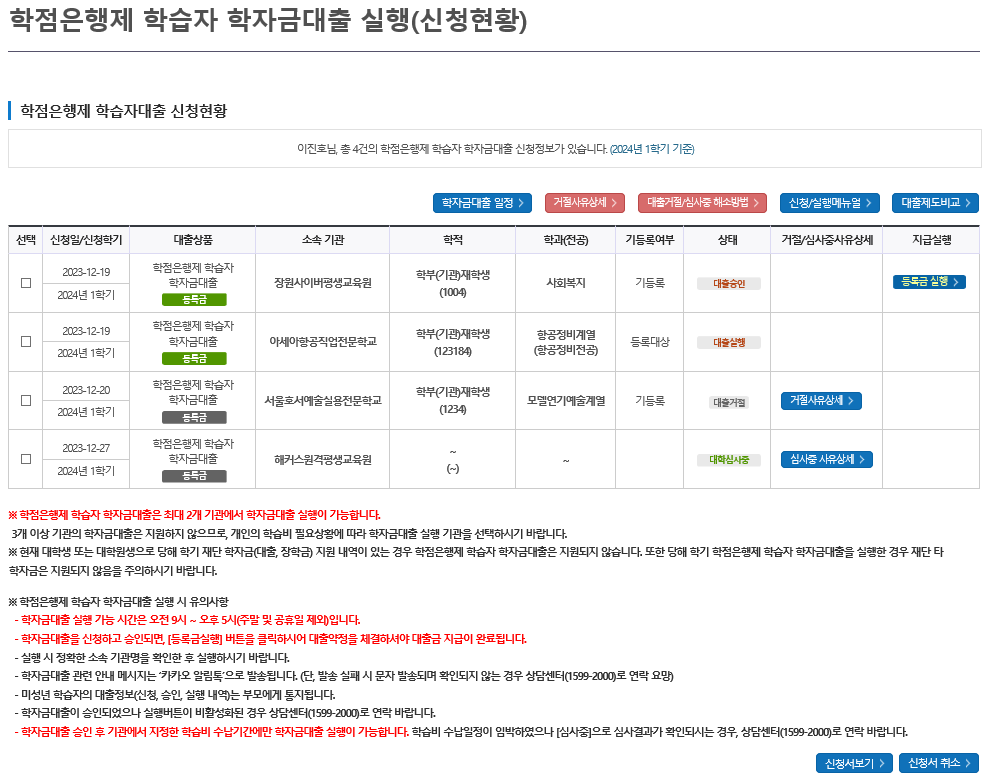 학점은행제 학습자 학자금대출 실행(신청현황)
학점은행제 학습자대출 신청현황
이진호님, 총 4건의 학점은행제 학습자 학자금대출 신청정보가 있습니다. (2024년 1학기 기준)
학자금대출 일정 > 거절사유상세 > 대출거절/심사중 해소방법 > 신청/실행메뉴얼 > 대출제도비교 >
선택 신청일/신청학기 대출상품 소속 기관 학적 학과(전공) 기등록여부 상태 거절/심사중사유상세 지급실행
2023-12-19
2024년 1학기
학점은행제 학습자
학자금대출
등록금
장원사이버평생교육원
학부(기관)재학생
(1004)
사회복지
기등록
대출승인
등록금 실행 >
2023-12-19
2024년 1학기
학점은행제 학습자
학자금대출
등록금
아세아항공직업전문학교
학부(기관)재학생
(123184)
항공정비계열
(항공정비전공)
등록대상
대출실행
2023-12-20
2024년 1학기
학점은행제 학습자
학자금대출
등록금
서울호서예술실용전문학교
학부(기관)재학생
(1234)
모델연기예술계열
기등록
대출거절
거절사유상세 >
2023-12-27
2024년 1학기
학점은행제 학습자
학자금대출
등록금
해커스원격평생교육원
~
(~)
~
대학심사중
심사중 사유상세 >
※ 학점은행제 학습자 학자금대출은 최대 2개 기관에서 학자금대출 실행이 가능합니다.
3개 이상 기관의 학자금대출은 지원하지 않으므로, 개인의 학습비 필요상황에 따라 학자금대출 실행 기관을 선택하시기 바랍니다.
※ 현재 대학생 또는 대학원생으로 당해 학기 재단 학자금(대출, 장학금) 지원 내역이 있는 경우 학점은행제 학습자 학자금대출은 지원되지 않습니다. 또한 당해 학기 학점은행제 학습자 학자금대출을 실행한 경우 재단 타
학자금은 지원되지 않음을 주의하시기 바랍니다.
※ 학점은행제 학습자 학자금대출 실행 시 유의사항
- 학자금대출 실행 가능 시간은 오전 9시 ~ 오후 5시(주말 및 공휴일 제외)입니다.
- 학자금대출을 신청하고 승인되면, [등록금실행] 버튼을 클릭하시어 대출약정을 체결하셔야 대출금 지급이 완료됩니다.
- 실행 시 정확한 소속 기관명을 확인한 후 실행하시기 바랍니다.
- 학자금대출 관련 안내 메시지는 '카카오 알림톡'으로 발송됩니다. (단, 발송 실패 시 문자 발송되며 확인되지 않는 경우 상담센터(1599-2000)로 연락 요망)
- 미성년 학습자의 대출정보(신청, 승인, 실행 내역)는 부모에게 통지됩니다.
- 학자금대출이 승인되었으나 실행버튼이 비활성화된 경우 상담센터(1599-2000)로 연락 바랍니다.
- 학자금대출 승인 후 기관에서 지정한 학습비 수납기간에만 학자금대출 실행이 가능합니다. 학습비 수납일정이 임박하였으나 [심사중]으로 심사결과가 확인되시는 경우, 상담센터(1599-2000)로 연락 바랍니다.
신청서보기 > 신청서 취소 >